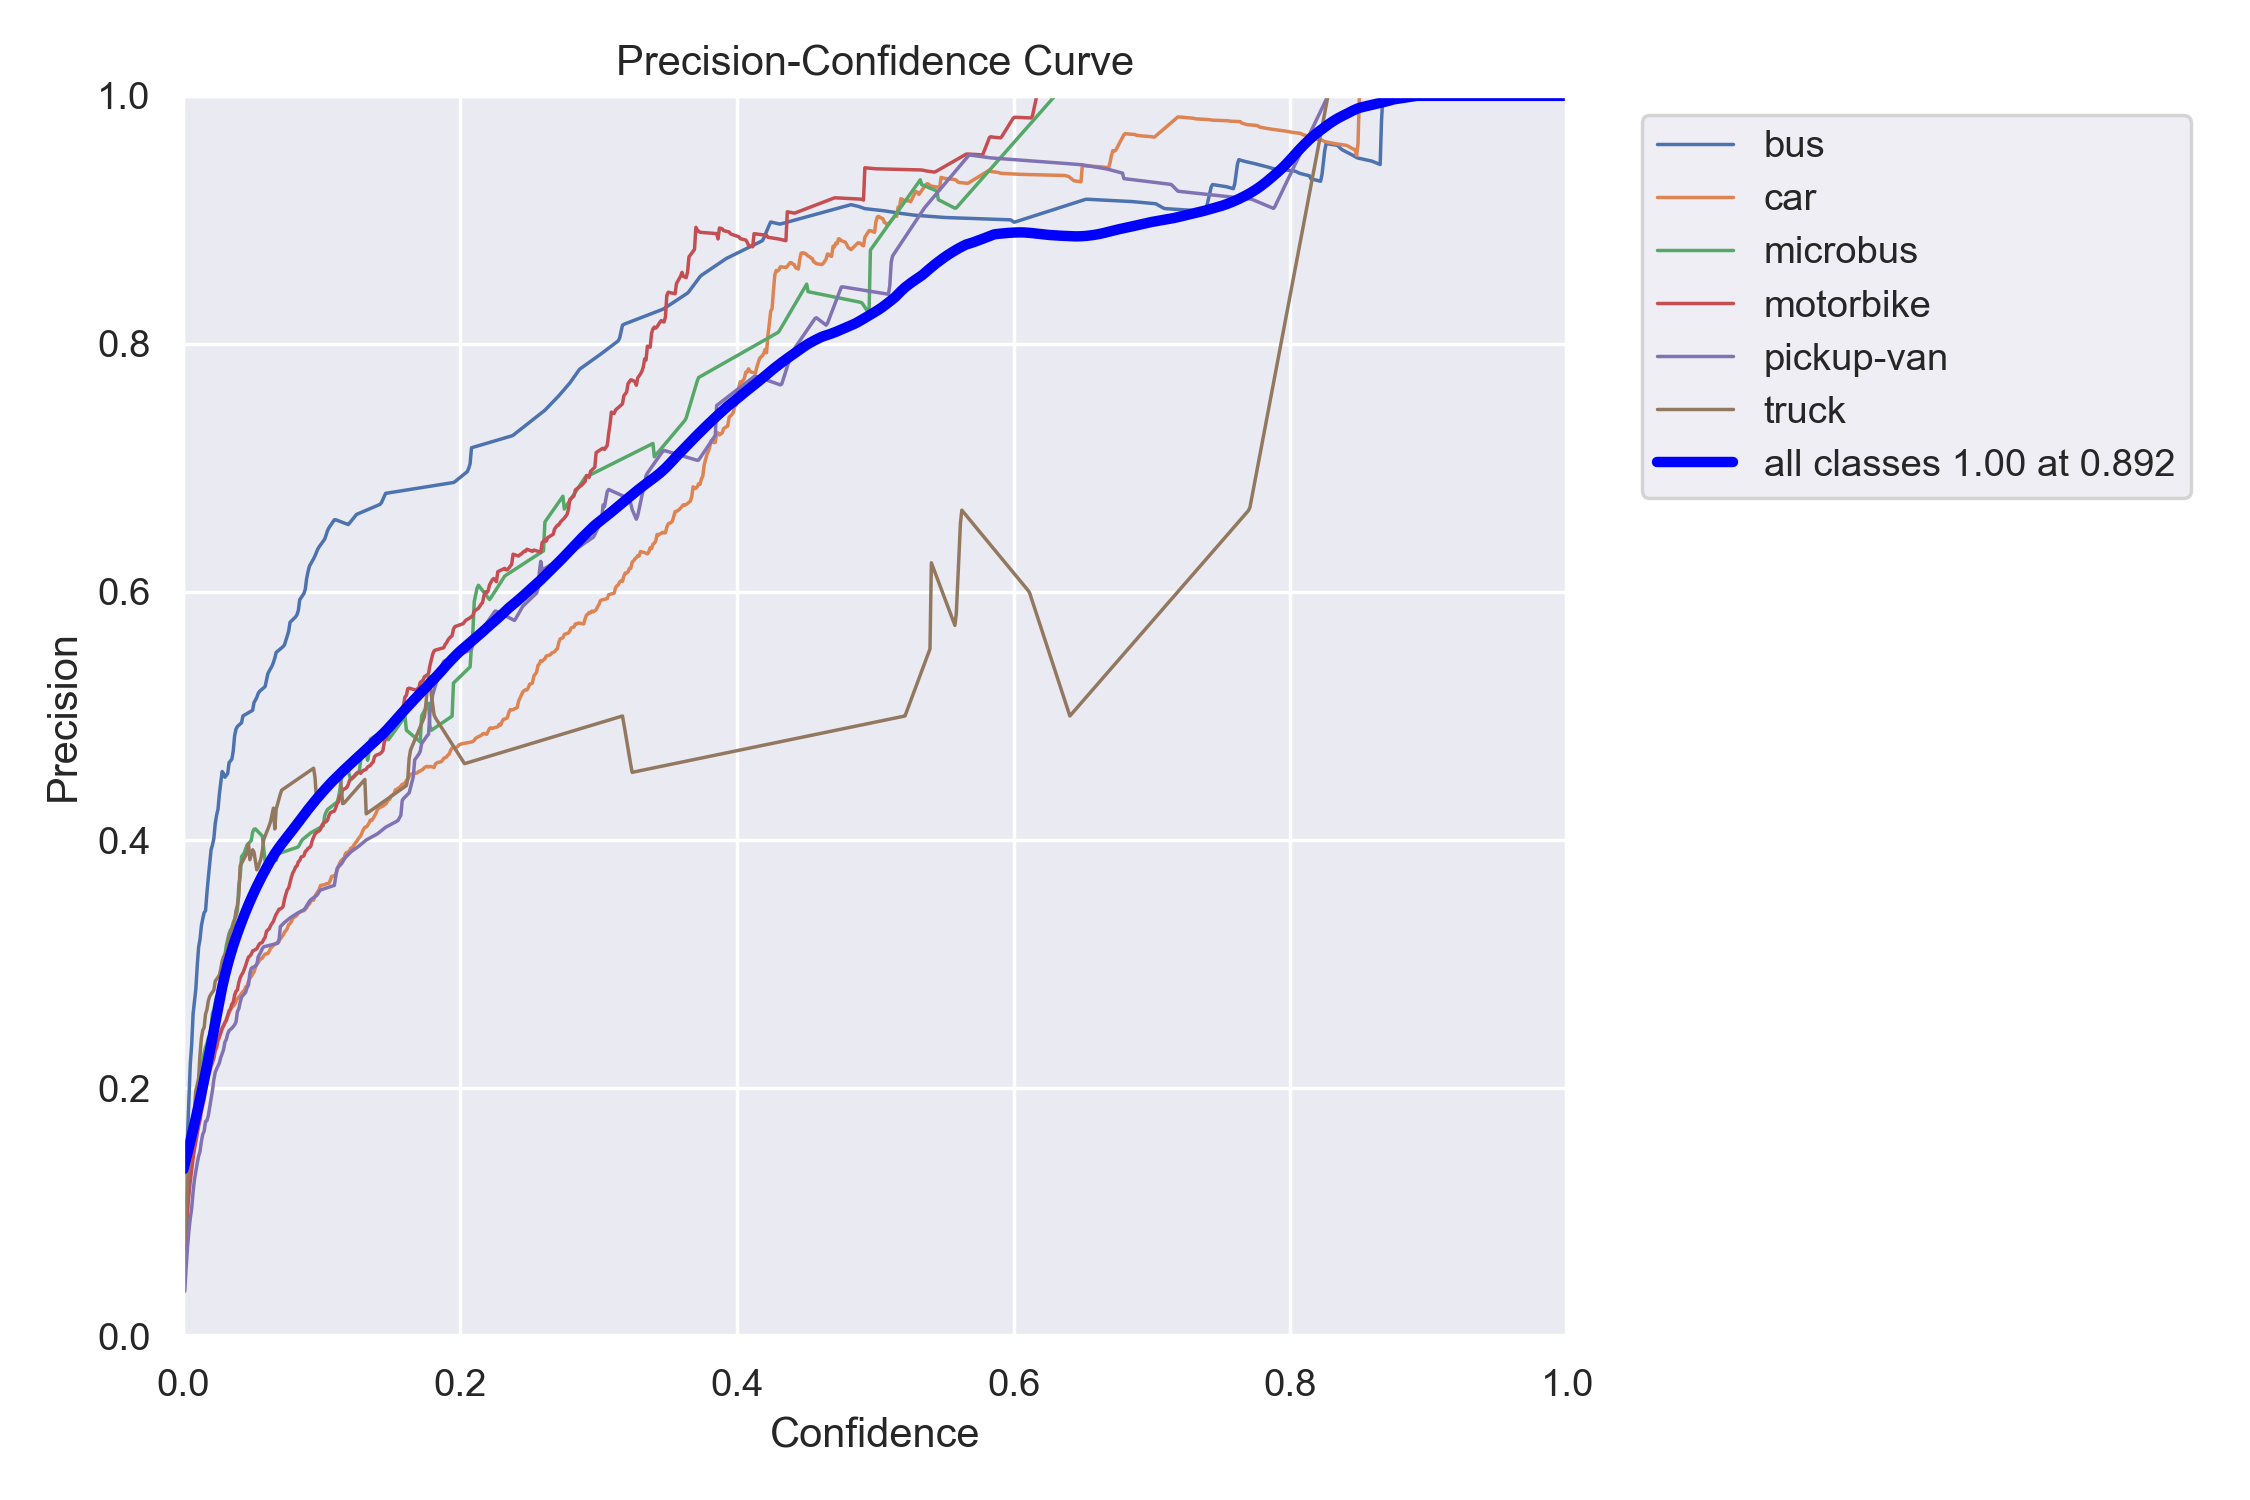 Precision-Confidence Curve
1.0
0.8
0.6
0.4
0.2
0.0
Precision
0.0 0.2 0.4 0.6 0.8 1.0
Confidence
bus
car
microbus
motorbike
pickup-van
truck
all classes 1.00 at 0.892